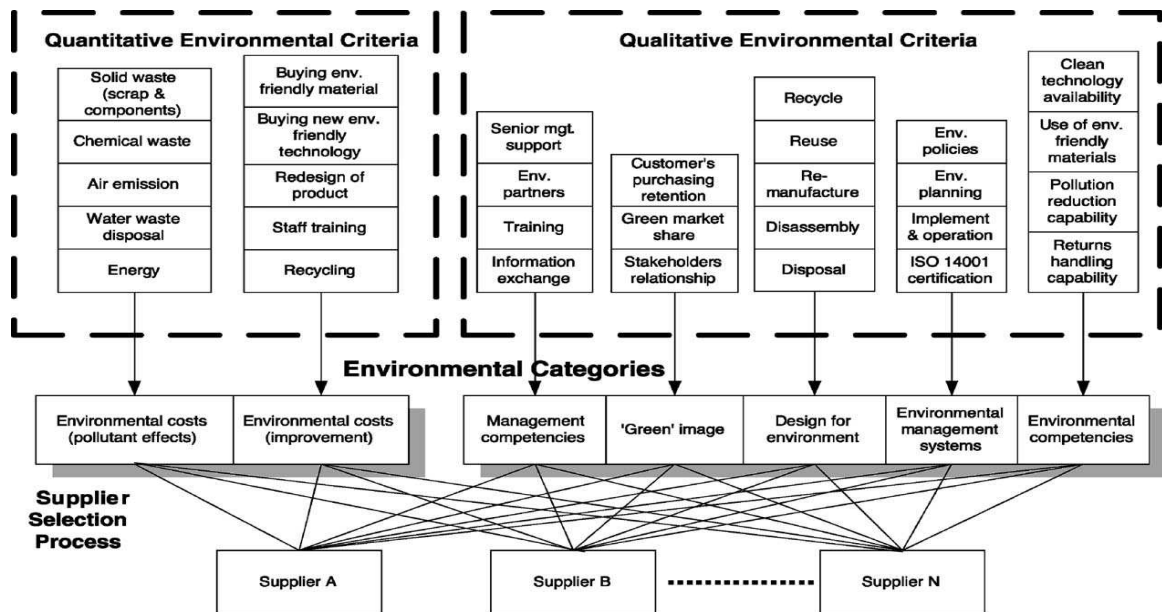 Quantitative Environmental Criteria
Solid waste
(scrap &
components)
Chemical waste
Air emission
Water waste
disposal
Energy
Buying env.
friendly material
Buying new env.
friendly
technology
Redesign of
product
Staff training
Recycling
Qualitative Environmental Criteria
Senior mgt.
support
Env.
partners
Training
Information
exchange
Customer's
purchasing
retention
Green market
share
Stakeholders
relationship
Recycle
Reuse
Re-
manufacture
Disassembly
Disposal
Env.
policies
Env.
planning
Implement
& operation
ISO 14001
certification
Clean
technology
availability
Use of env.
friendly
materials
Pollution
reduction
capability
Returns
handling
capability
Environmental Categories
Environmental costs
(pollutant effects)
Environmental costs
(improvement)
Management
competencies
'Green' image
Design for
environment
Environmental
management
systems
Environmental
competencies
Supplier
Selection
Process
Supplier A
Supplier B
Supplier N